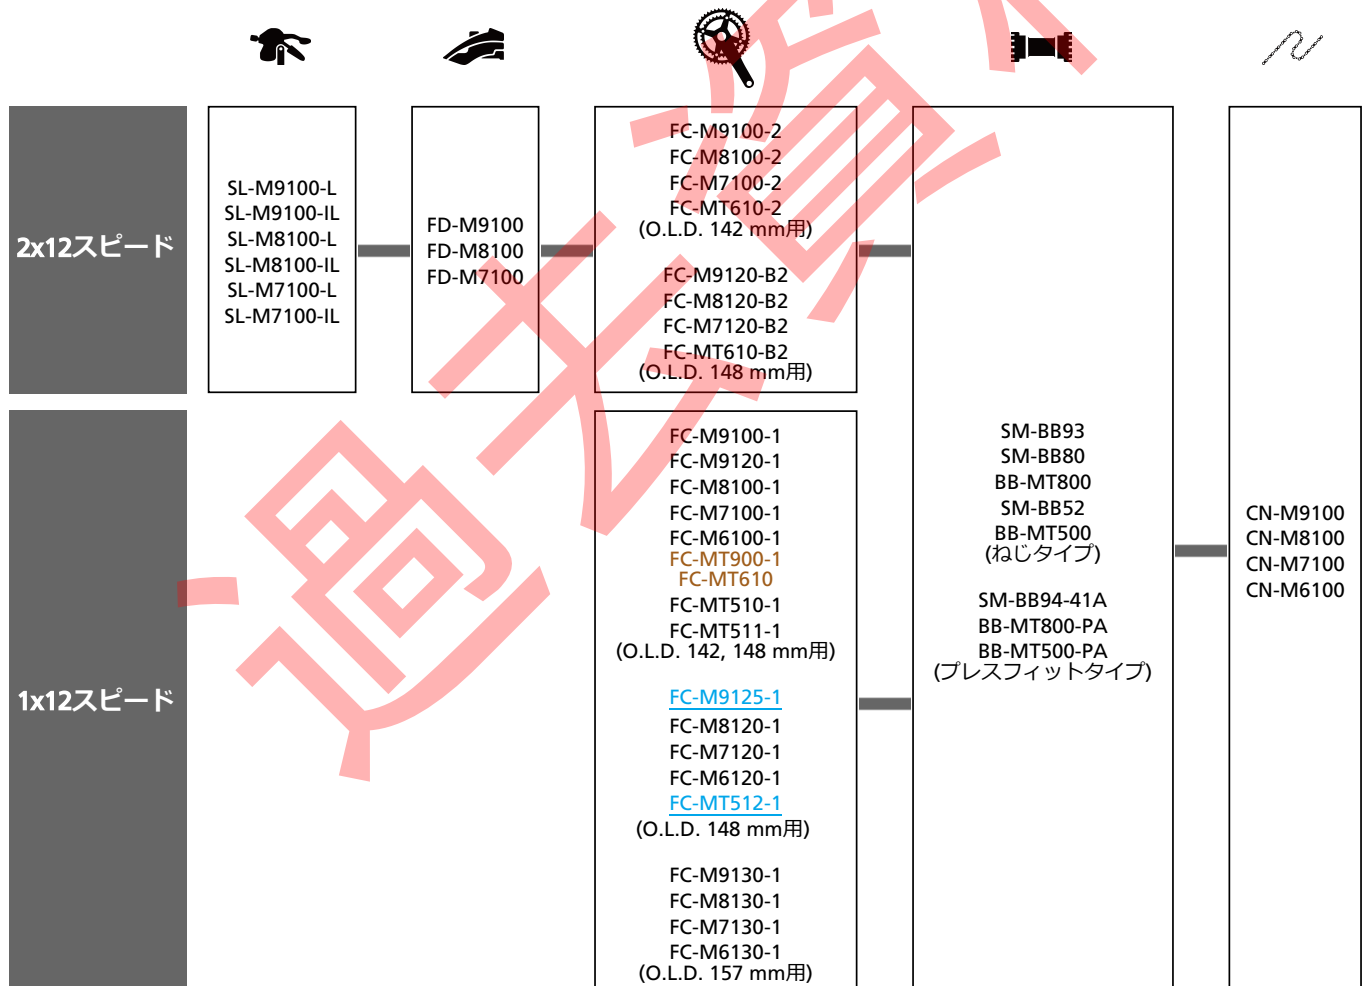 2x12スピード
SL-M9100-L
SL-M9100-IL
SL-M8100-L
SL-M8100-IL
SL-M7100-L
SL-M7100-IL
FD-M9100
FD-M8100
FD-M7100
FC-M9100-2
FC-M8100-2
FC-M7100-2
FC-MT610-2
(O.L.D. 142 mm用)
FC-M9120-B2
FC-M8120-B2
FC-M7120-B2
FC-MT610-B2
(O.L.D. 148 mm用)
1x12スピード
FC-M9100-1
FC-M9120-1
FC-M8100-1
FC-M7100-1
FC-M6100-1
FC-MT900-1
FC-MT610
FC-MT510-1
FC-MT511-1
(O.L.D. 142, 148 mm用)
FC-M9125-1
FC-M8120-1
FC-M7120-1
FC-M6120-1
FC-MT512-1
(O.L.D. 148 mm用)
FC-M9130-1
FC-M8130-1
FC-M7130-1
FC-M6130-1
(O.L.D. 157 mm用)
SM-BB93
SM-BB80
BB-MT800
SM-BB52
BB-MT500
(ねじタイプ)
SM-BB94-41A
BB-MT800-PA
BB-MT500-PA
(プレスフィットタイプ)
CN-M9100
CN-M8100
CN-M7100
CN-M6100
過去資